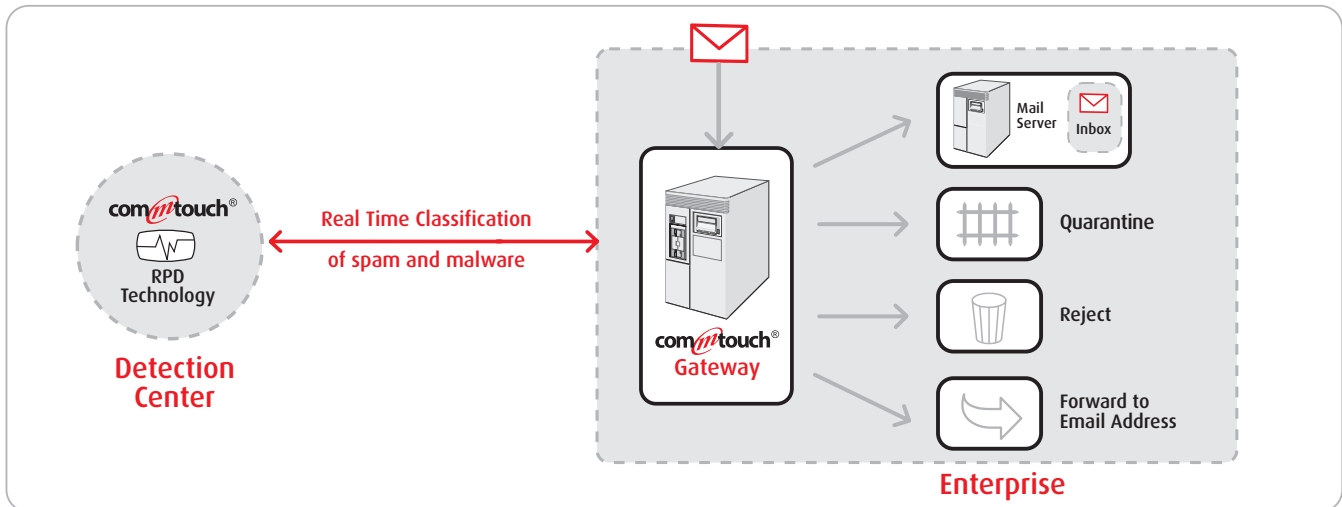 commtouch®
RPD
Technology
Detection
Center
Real Time Classification
of spam and malware
commtouch®
Gateway
Mail
Server
Inbox
Quarantine
Reject
Forward to
Email Address
Enterprise